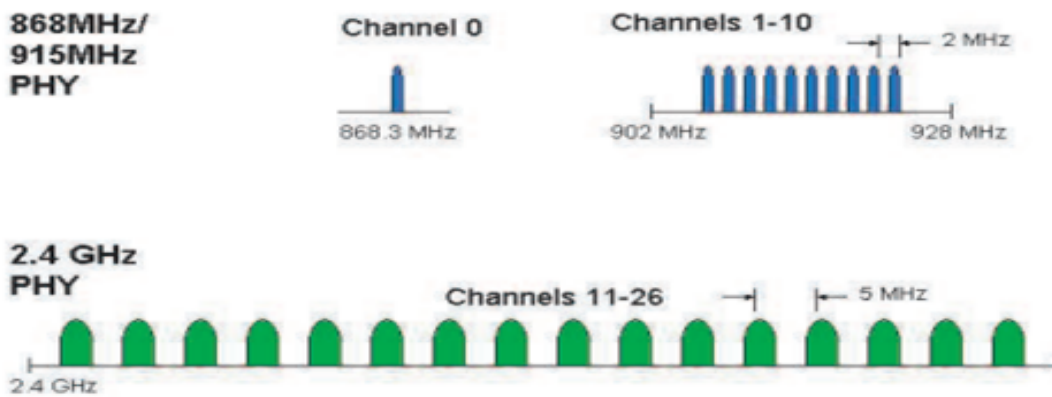 868MHz/
915MHz
PHY
Channel 0
868.3 MHz
Channels 1-10
2 MHz
902 MHz
928 MHz
2.4 GHz
PHY
Channels 11-26
5 MHz
2.4 GHz